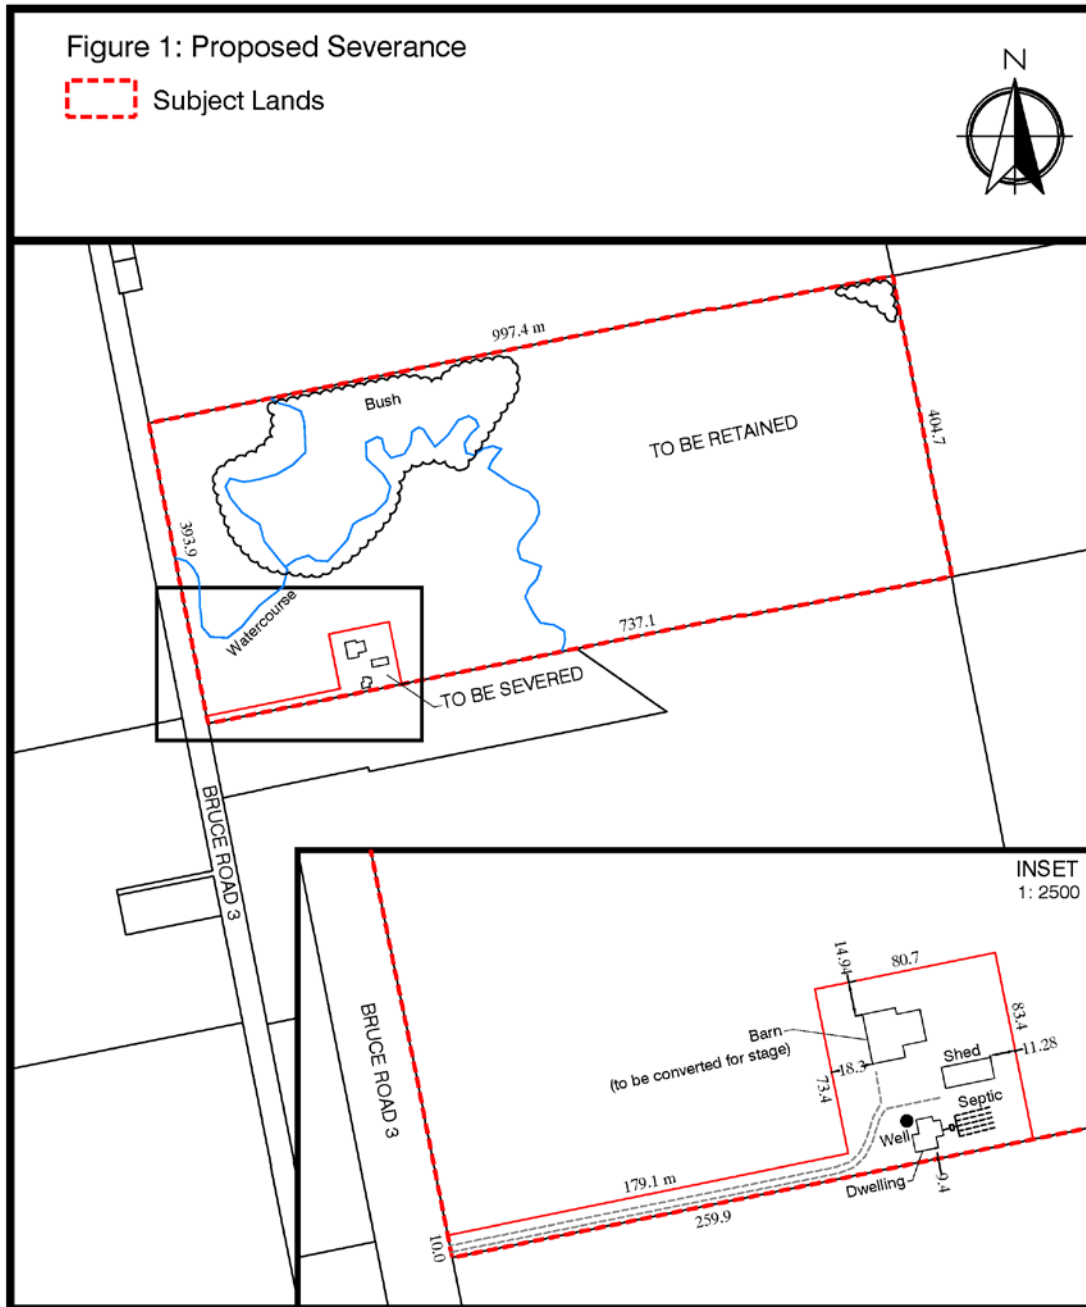 Figure 1: Proposed Severance
Subject Lands
N
997.4 m
Bush
TO BE RETAINED
404.7
393.9
Watercourse
737.1
TO BE SEVERED
BRUCE ROAD 3
INSET
1: 2500
14.94
80.7
83.4
Barn
(to be converted for stage)
18.3
Shed
11.28
73.4
Septic
Well
BRUCE ROAD 3
179.1 m
Dwelling
9.4
259.9
10.0